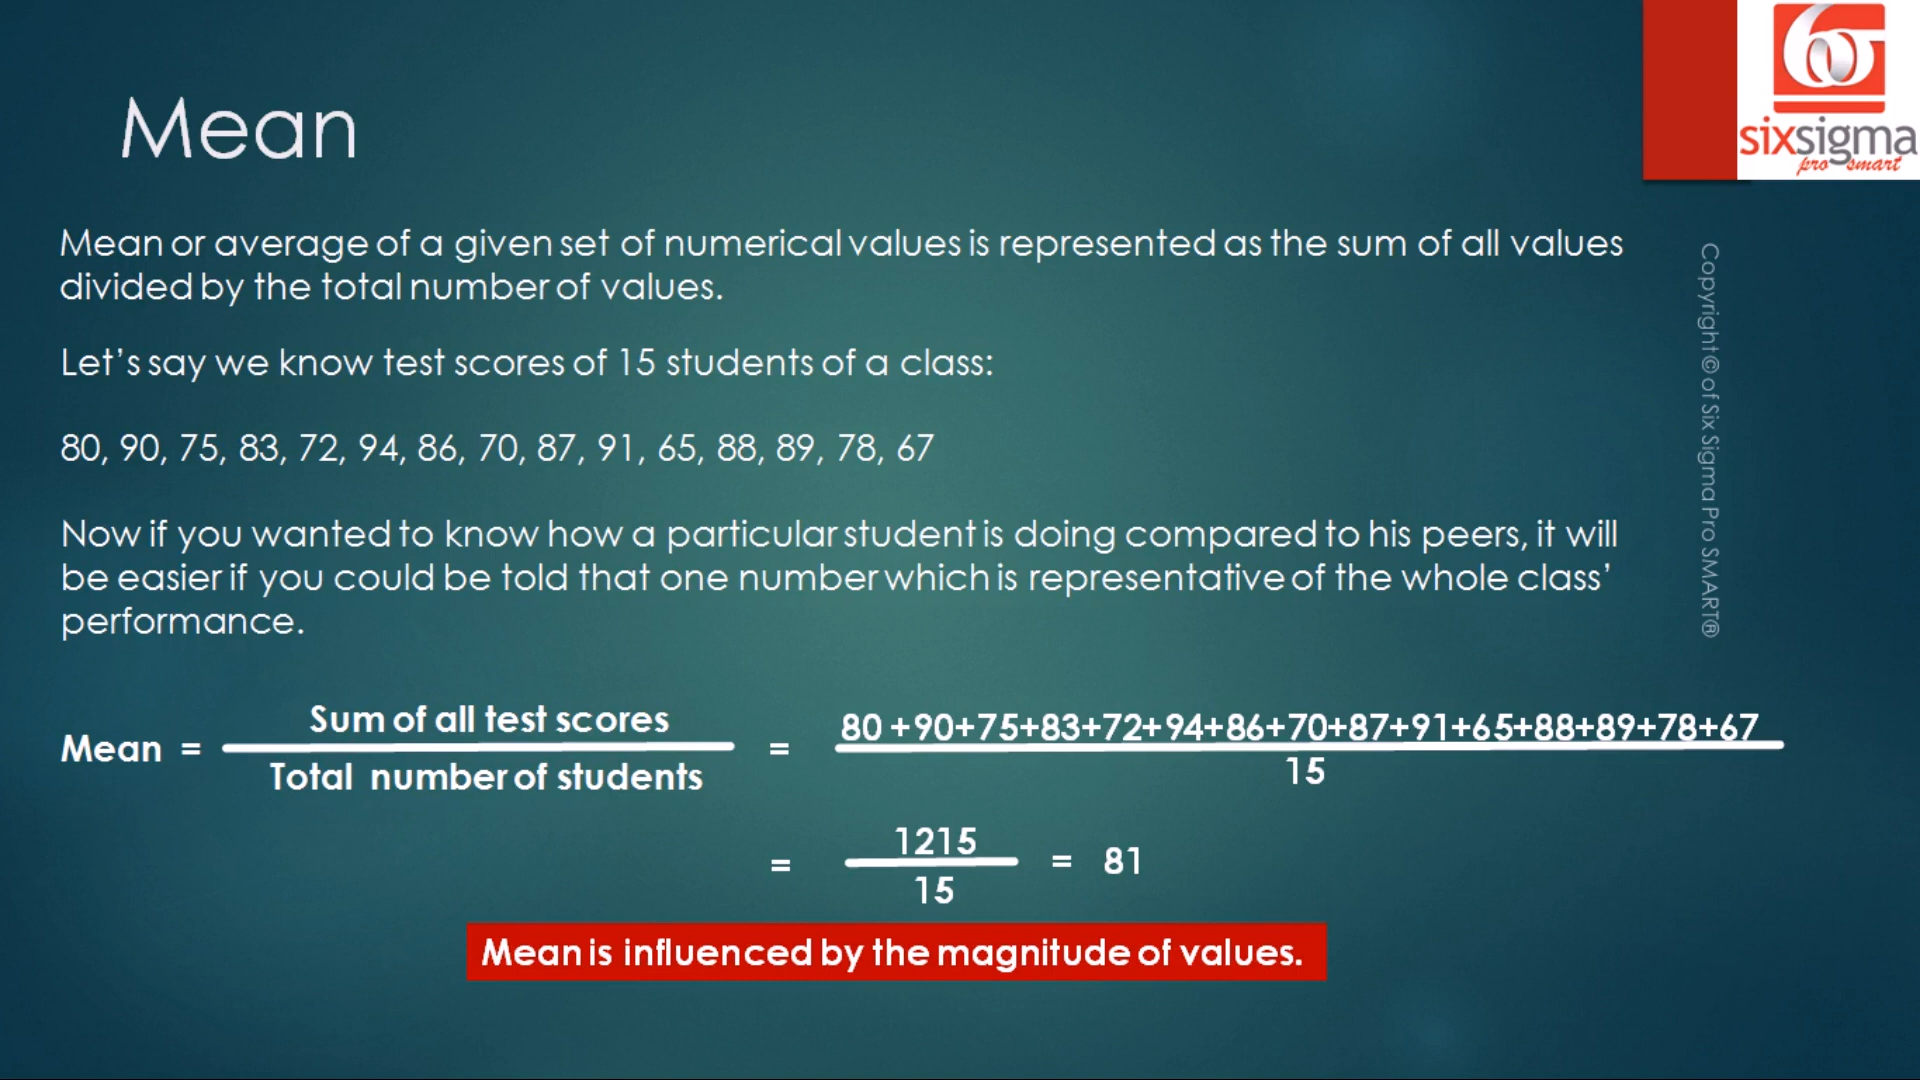 6σ
sixsigma
pro smart
Mean
Mean or average of a given set of numerical values is represented as the sum of all values
divided by the total number of values.
Let's say we know test scores of 15 students of a class:
80, 90, 75, 83, 72, 94, 86, 70, 87, 91, 65, 88, 89, 78, 67
Now if you wanted to know how a particular student is doing compared to his peers, it will
be easier if you could be told that one number which is representative of the whole class'
performance.
Mean = Sum of all test scores / Total number of students = 80 +90+75+83+72+94+86+70+87+91+65+88+89+78+67 / 15
= 1215 / 15 = 81
Mean is influenced by the magnitude of values.
Copyright © of Six Sigma Pro SMART®